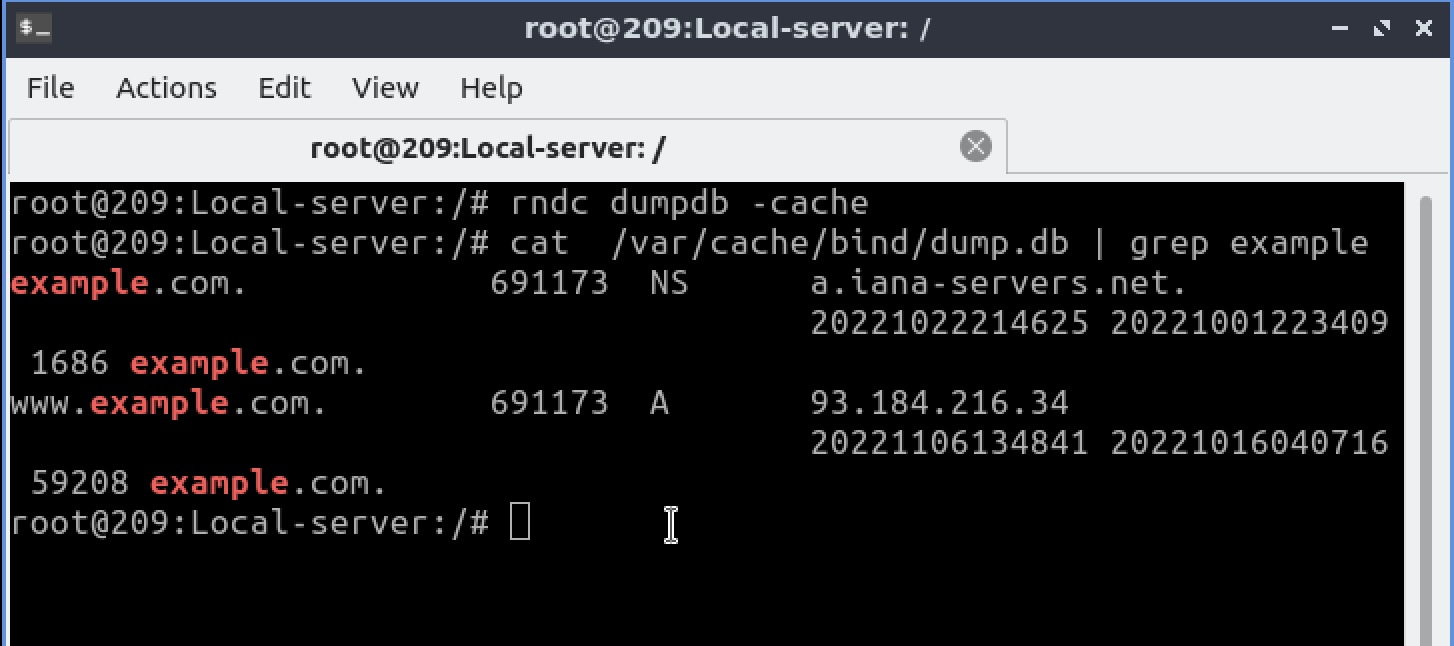 root@209:Local-server: /
File Actions Edit View Help
root@209:Local-server: /
root@209:Local-server:/# rndc dumpdb -cache
root@209:Local-server:/# cat  /var/cache/bind/dump.db | grep example
example.com.            691173  NS      a.iana-servers.net.
                                        20221022214625 20221001223409
 1686 example.com.
www.example.com.        691173  A       93.184.216.34
                                        20221106134841 20221016040716
 59208 example.com.
root@209:Local-server:/#